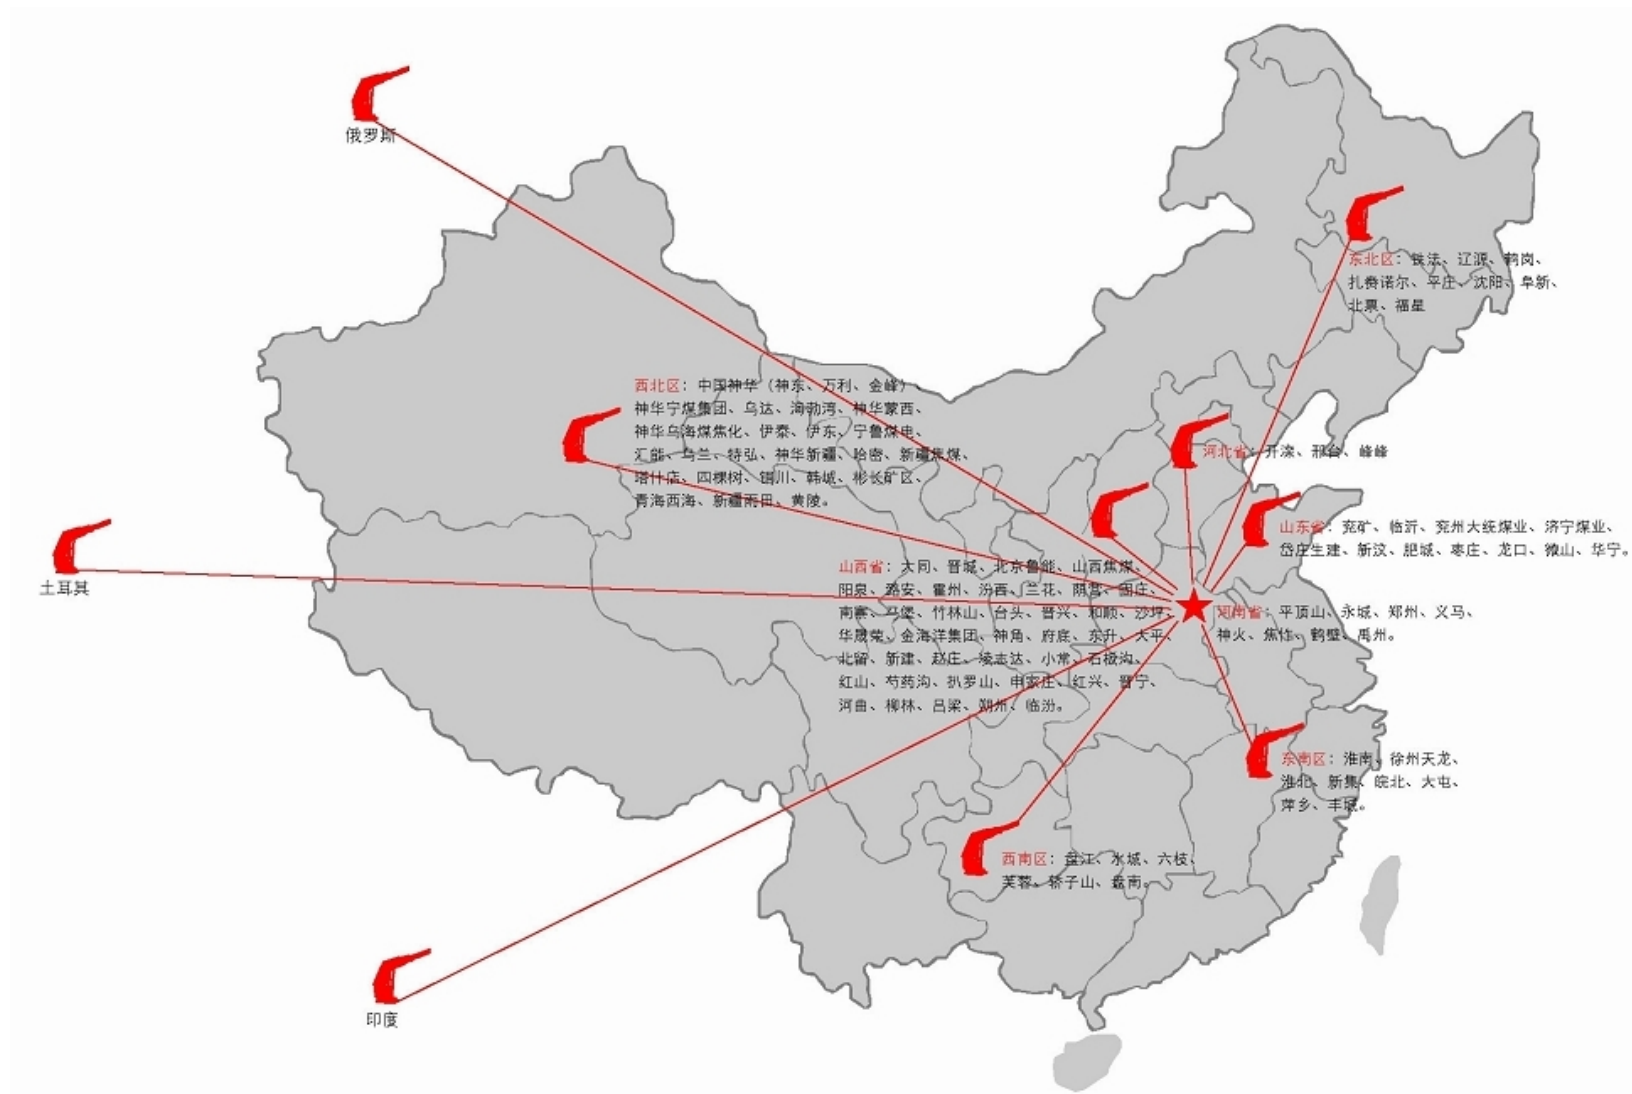 俄罗斯
东北区：铁法、辽源、鹤岗、
扎赉诺尔、平庄、沈阳、阜新、
北票、福星
西北区：中国神华（神东、万利、金峰）、
神华宁煤集团、乌达、海勃湾、神华蒙西、
神华乌海煤焦化、伊泰、伊东、宁鲁煤电、
汇能、乌兰、特弘、神华新疆、哈密、新疆焦煤、
塔什店、四棵树、铜川、韩城、彬长矿区、
青海西海、新疆雨田、黄陵。
河北省：开滦、邢台、峰峰
山东省：兖矿、临沂、兖州大统煤业、济宁煤业、
岱庄生建、新汶、肥城、枣庄、龙口、微山、华宁。
土耳其
山西省：大同、晋城、北京鲁能、山西焦煤、
阳泉、潞安、霍州、汾西、兰花、阴营、固庄、
南寨、马堡、竹林山、台头、晋兴、和顺、沙坪、
华晟荣、金海洋集团、神角、府底、东升、大平、
北留、新建、赵庄、凌志达、小常、石板沟、
红山、芍药沟、扒罗山、申家庄、红兴、晋宁、
河曲、柳林、吕梁、朔州、临汾。
河南省：平顶山、永城、郑州、义马、
神火、焦作、鹤壁、禹州。
东南区：淮南、徐州天龙、
淮北、新集、皖北、大屯、
萍乡、丰城。
西南区：盘江、水城、六枝、
芙蓉、轿子山、盘南。
印度